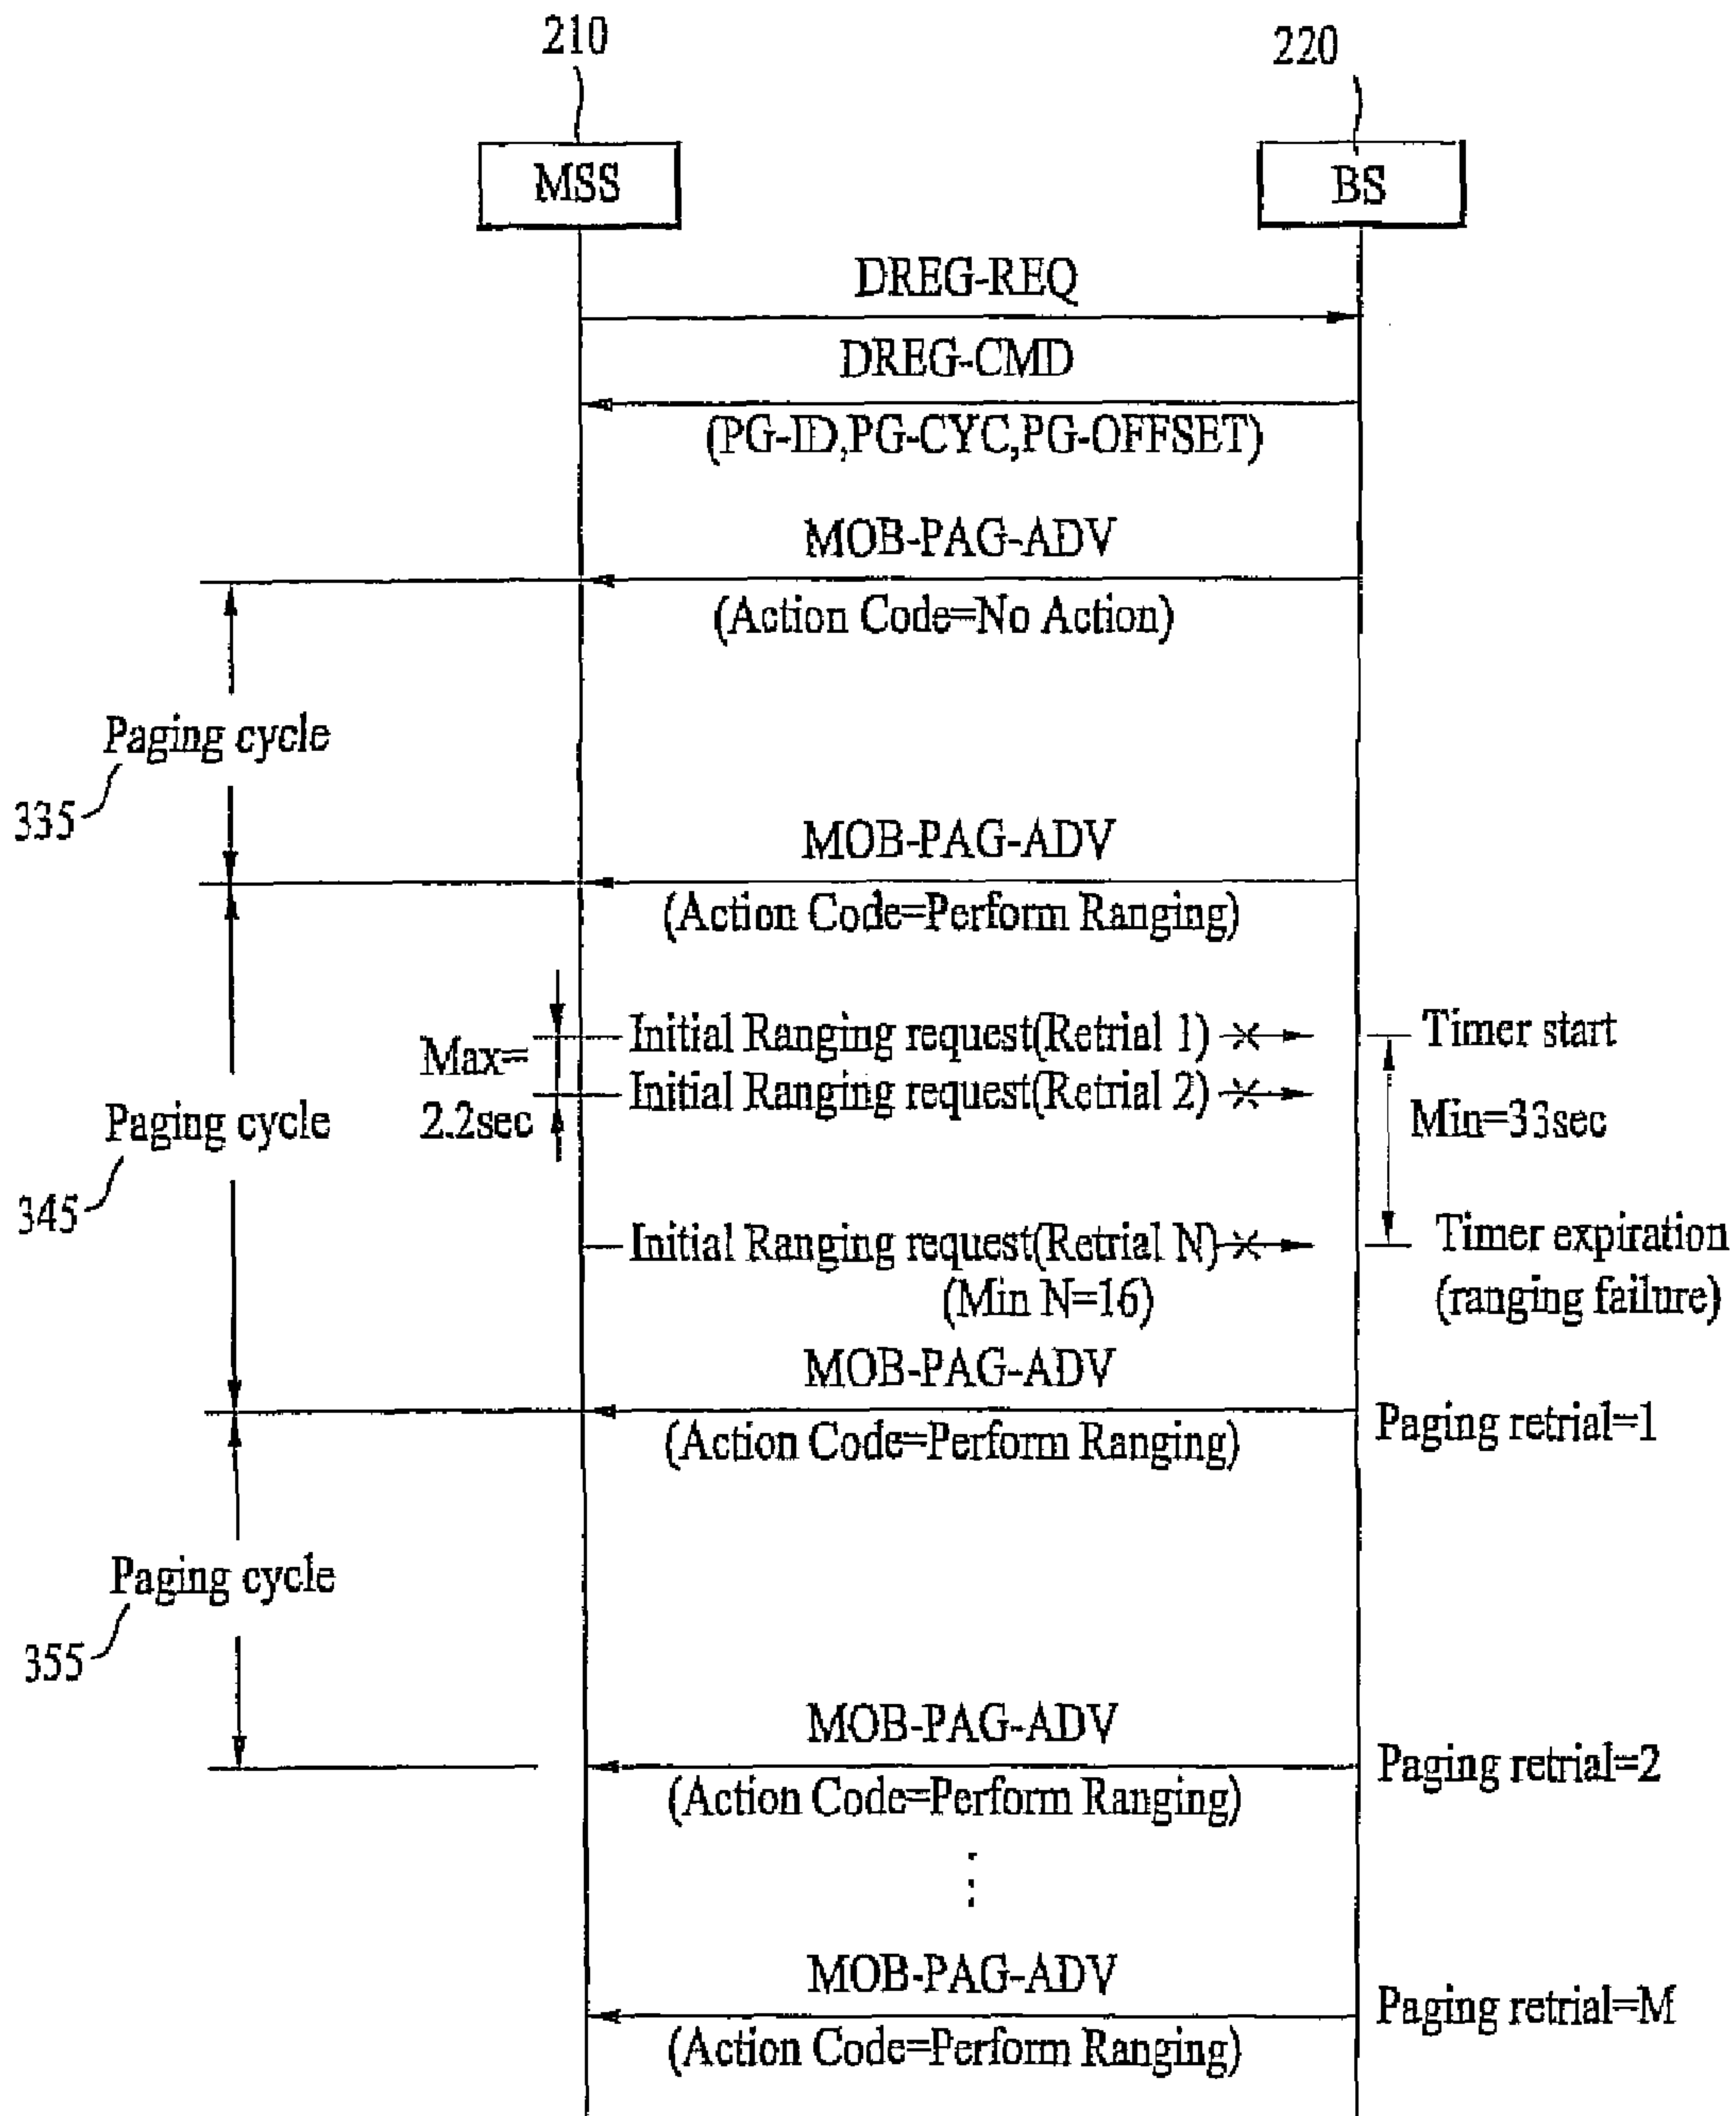 210
220
MSS
BS
DREG-REQ
DREG-CMD
(PG-ID,PG-CYC,PG-OFFSET)
MOB-PAG-ADV
(Action Code=No Action)
Paging cycle
335
MOB-PAG-ADV
(Action Code=Perform Ranging)
Initial Ranging request(Retrial 1)
Timer start
Max=
2.2sec
Initial Ranging request(Retrial 2)
Min=33sec
Paging cycle
345
Initial Ranging request(Retrial N)
(Min N=16)
Timer expiration
(ranging failure)
MOB-PAG-ADV
(Action Code=Perform Ranging)
Paging retrial=1
Paging cycle
355
MOB-PAG-ADV
(Action Code=Perform Ranging)
Paging retrial=2
MOB-PAG-ADV
(Action Code=Perform Ranging)
Paging retrial=M